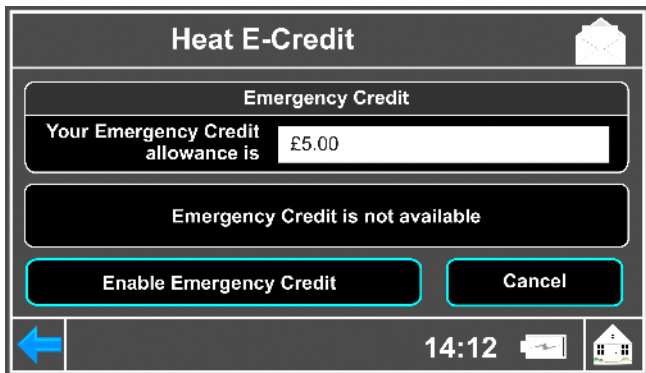 Heat E-Credit
Emergency Credit
Your Emergency Credit
allowance is
£5.00
Emergency Credit is not available
Enable Emergency Credit
Cancel
14:12